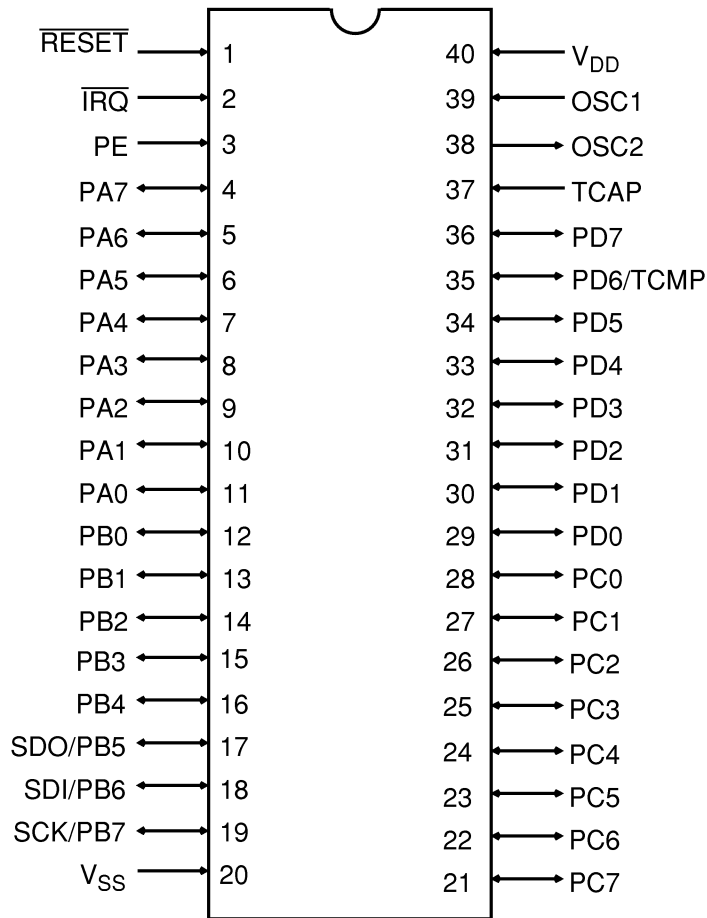 RESET 1 40 VDD
IRQ 2 39 OSC1
PE 3 38 OSC2
PA7 4 37 TCAP
PA6 5 36 PD7
PA5 6 35 PD6/TCMP
PA4 7 34 PD5
PA3 8 33 PD4
PA2 9 32 PD3
PA1 10 31 PD2
PA0 11 30 PD1
PB0 12 29 PD0
PB1 13 28 PC0
PB2 14 27 PC1
PB3 15 26 PC2
PB4 16 25 PC3
SDO/PB5 17 24 PC4
SDI/PB6 18 23 PC5
SCK/PB7 19 22 PC6
VSS 20 21 PC7